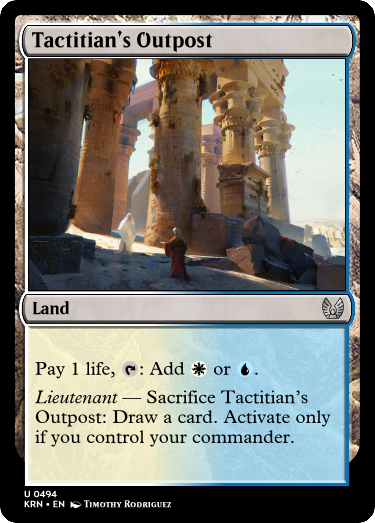 Tactitian's Outpost
Land
Pay 1 life, : Add or .
Lieutenant — Sacrifice Tactitian's
Outpost: Draw a card. Activate only
if you control your commander.
U 0494
KRN • EN Timothy Rodriguez